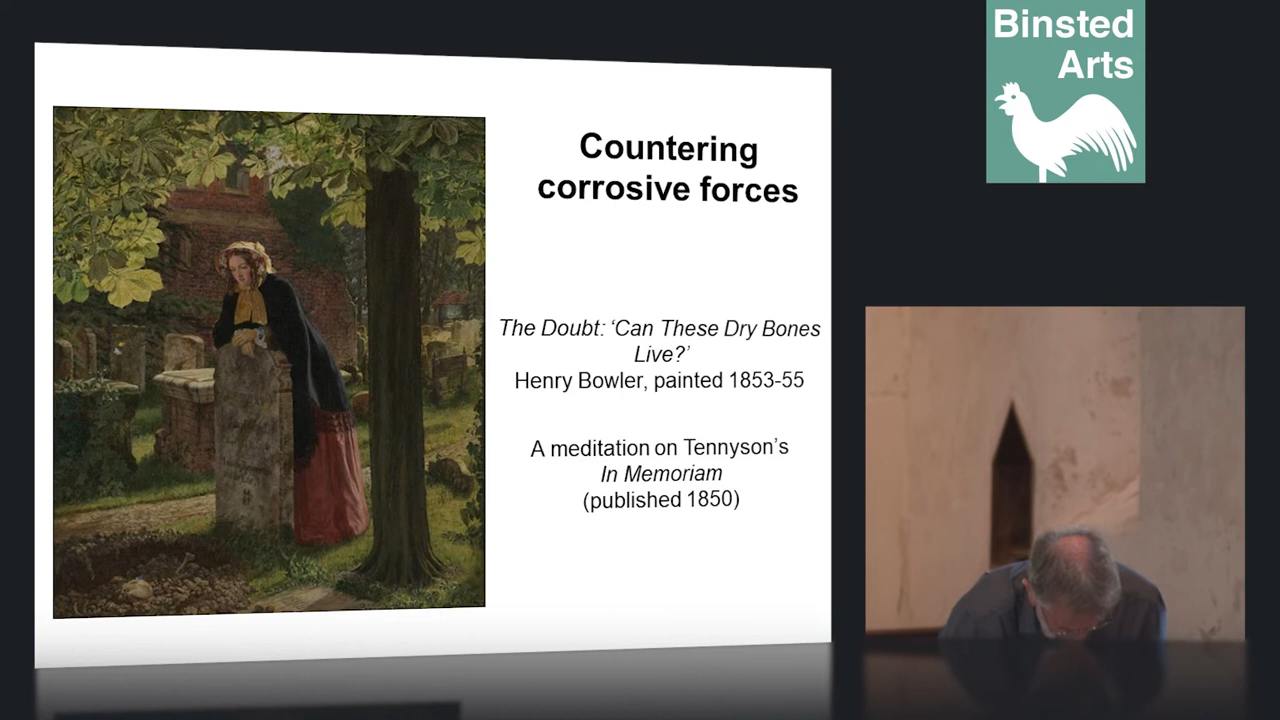 Binsted
Arts
Countering
corrosive forces
The Doubt: ‘Can These Dry Bones
Live?’
Henry Bowler, painted 1853-55
A meditation on Tennyson’s
In Memoriam
(published 1850)